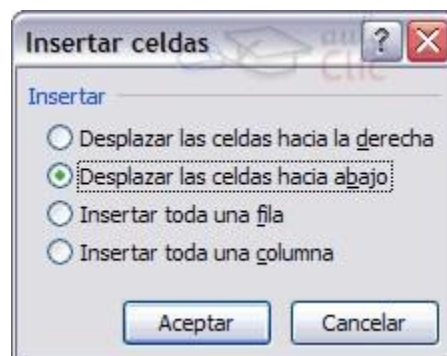 Insertar celdas
Insertar
Desplazar las celdas hacia la derecha
Desplazar las celdas hacia abajo
Insertar toda una fila
Insertar toda una columna
Aceptar Cancelar